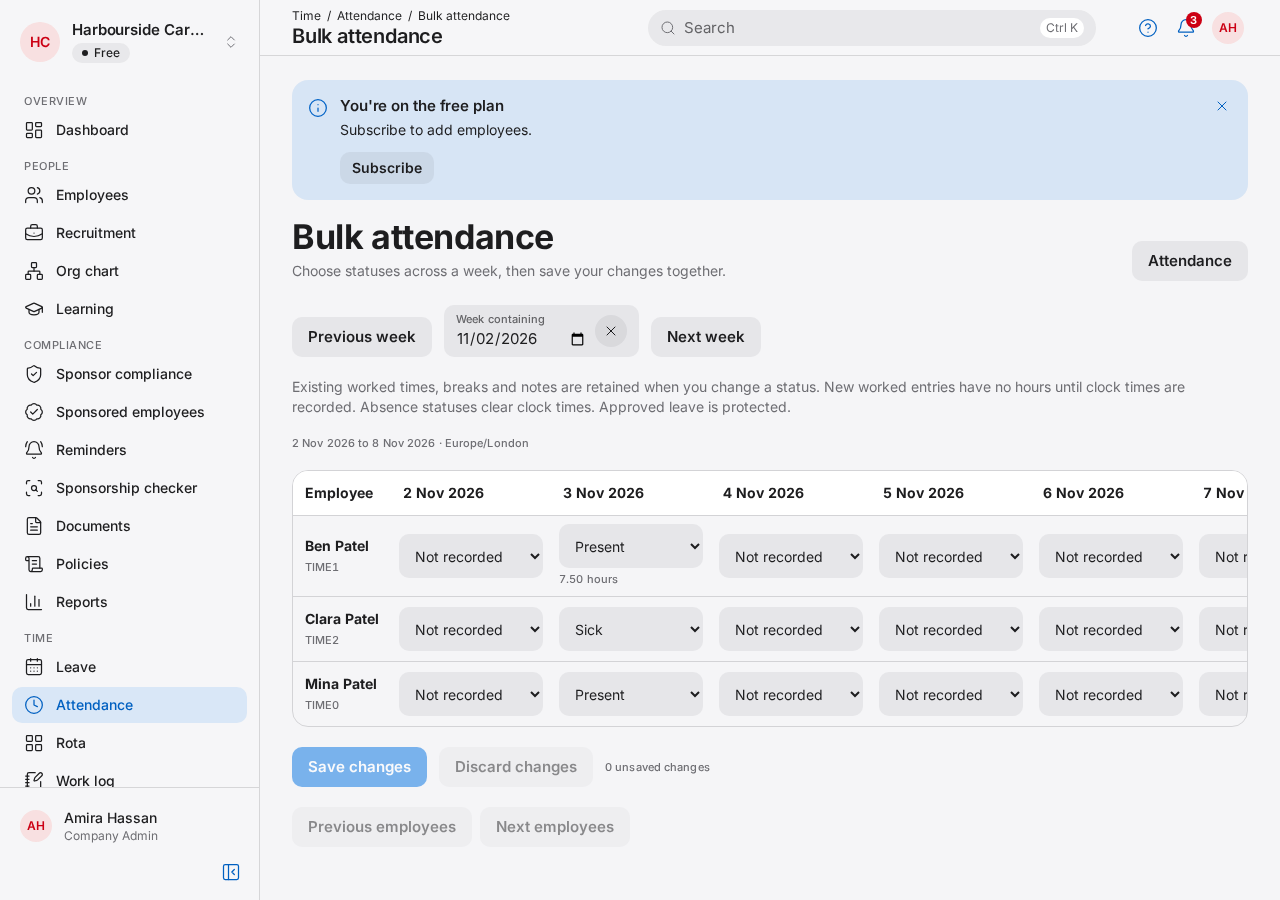 HC
Harbourside Car...
Free
OVERVIEW
Dashboard
PEOPLE
Employees
Recruitment
Org chart
Learning
COMPLIANCE
Sponsor compliance
Sponsored employees
Reminders
Sponsorship checker
Documents
Policies
Reports
TIME
Leave
Attendance
Rota
Work log
AH
Amira Hassan
Company Admin
Time / Attendance / Bulk attendance
Bulk attendance
Search
Ctrl K
3
AH
You're on the free plan
Subscribe to add employees.
Subscribe
Bulk attendance
Choose statuses across a week, then save your changes together.
Attendance
Previous week
Week containing
11/02/2026
Next week
Existing worked times, breaks and notes are retained when you change a status. New worked entries have no hours until clock times are
recorded. Absence statuses clear clock times. Approved leave is protected.
2 Nov 2026 to 8 Nov 2026 · Europe/London
Employee 2 Nov 2026 3 Nov 2026 4 Nov 2026 5 Nov 2026 6 Nov 2026 7 Nov
Ben Patel
TIME1
Not recorded Present Not recorded Not recorded Not recorded Not r
7.50 hours
Clara Patel
TIME2
Not recorded Sick Not recorded Not recorded Not recorded Not r
Mina Patel
TIME0
Not recorded Present Not recorded Not recorded Not recorded Not r
Save changes
Discard changes
0 unsaved changes
Previous employees
Next employees